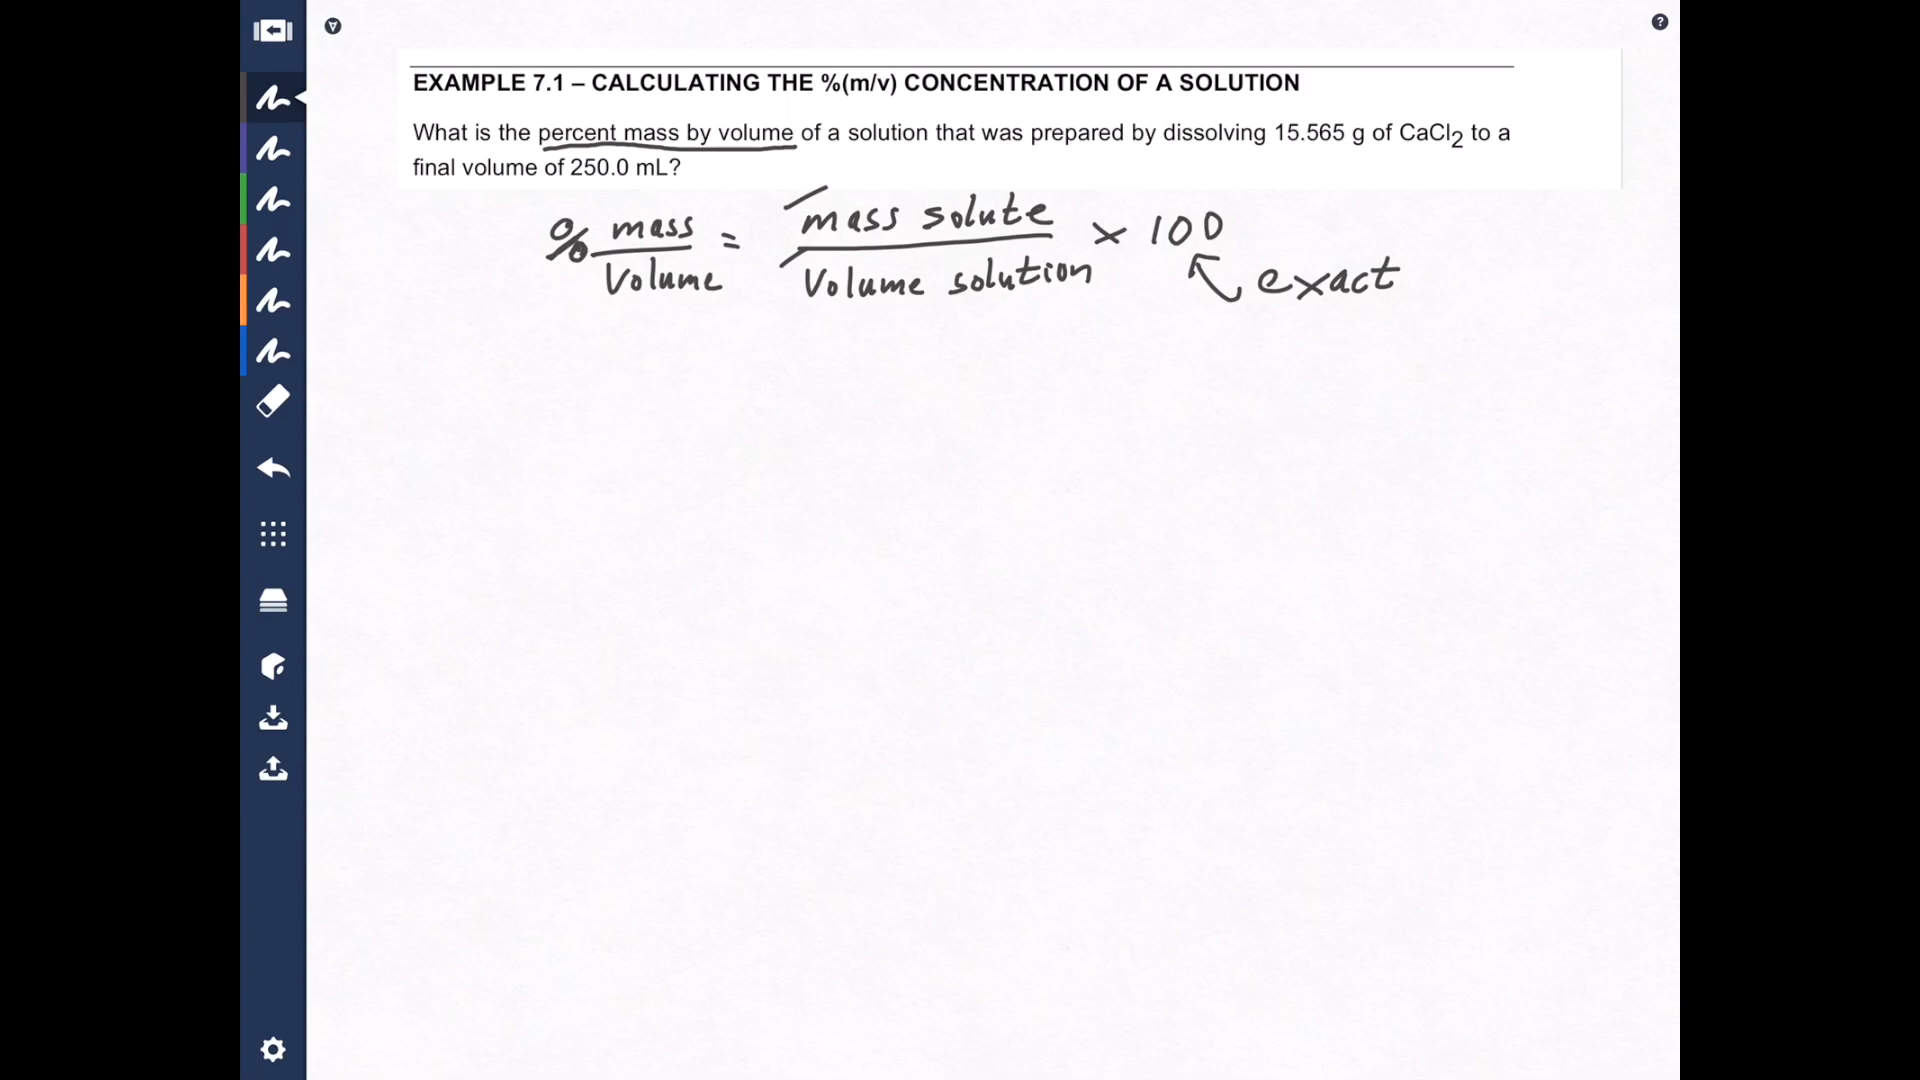 EXAMPLE 7.1 – CALCULATING THE %(m/v) CONCENTRATION OF A SOLUTION
What is the percent mass by volume of a solution that was prepared by dissolving 15.565 g of CaCl2 to a
final volume of 250.0 mL?
% mass / Volume = mass solute / Volume solution × 100
exact